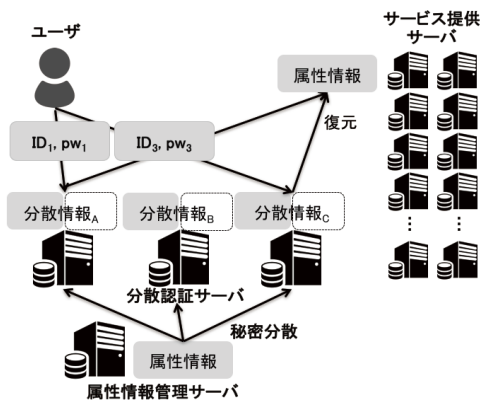 ユーザ
サービス提供
サーバ
属性情報
復元
ID₁, pw₁
ID₃, pw₃
分散情報A
分散情報B
分散情報C
⋮ ⋮
分散認証サーバ
秘密分散
属性情報
属性情報管理サーバ